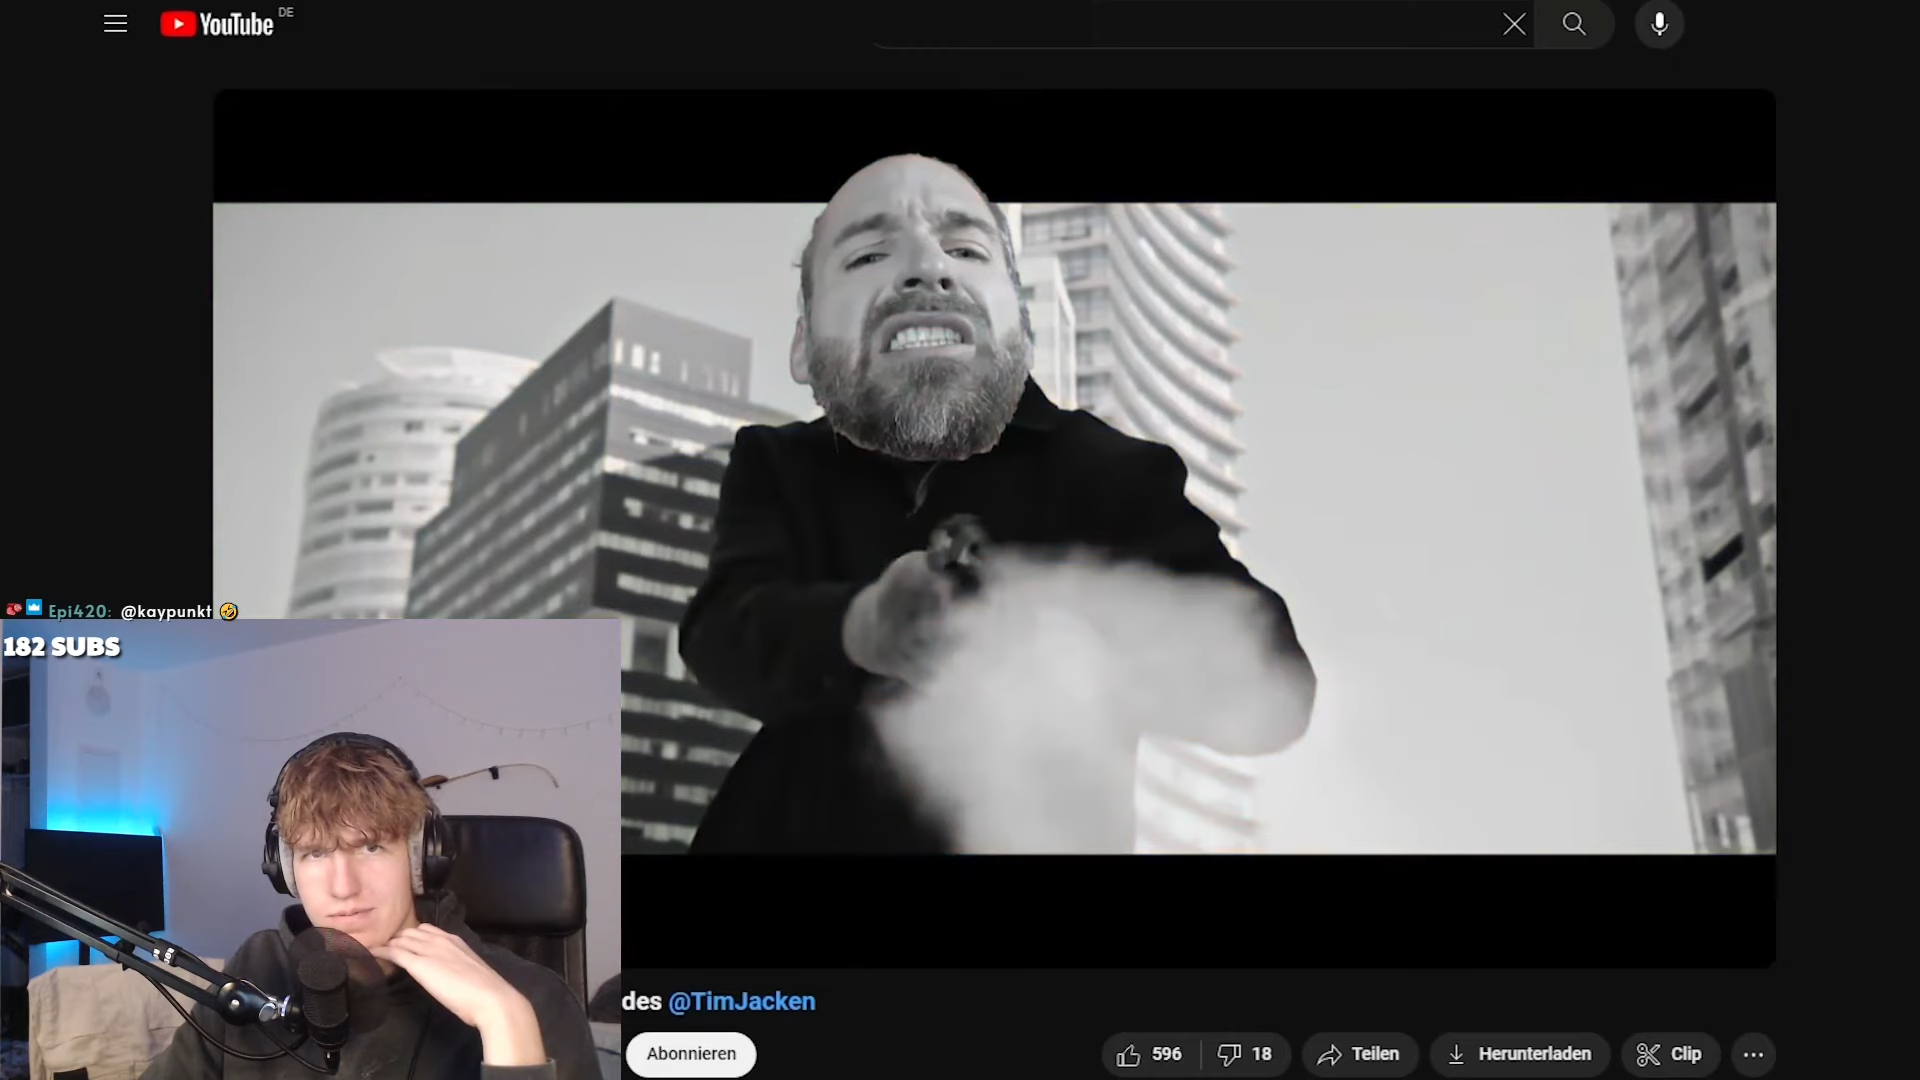 YouTube DE
Epi420: @kaypunkt 🤣
182 SUBS
des @TimJacken
Abonnieren
596
18
Teilen
Herunterladen
Clip